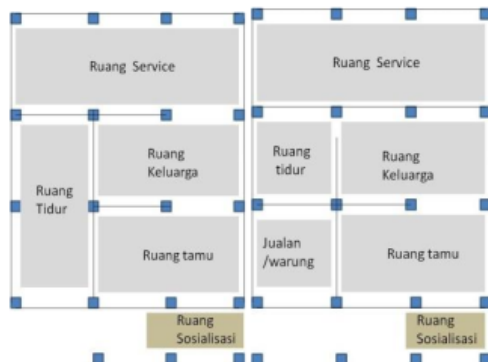 Ruang Service
Ruang
Tidur
Ruang
Keluarga
Ruang tamu
Ruang
Sosialisasi
Ruang Service
Ruang
tidur
Ruang
Keluarga
Jualan
/warung
Ruang tamu
Ruang
Sosialisasi